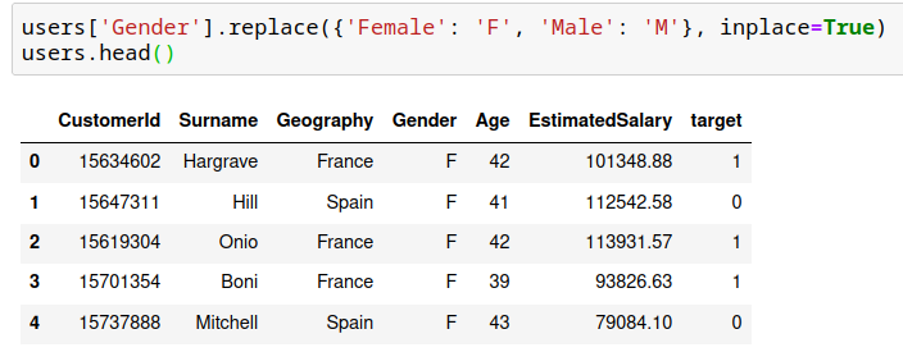 users['Gender'].replace({'Female': 'F', 'Male': 'M'}, inplace=True)
users.head()
CustomerId Surname Geography Gender Age EstimatedSalary target
0 15634602 Hargrave France F 42 101348.88 1
1 15647311 Hill Spain F 41 112542.58 0
2 15619304 Onio France F 42 113931.57 1
3 15701354 Boni France F 39 93826.63 1
4 15737888 Mitchell Spain F 43 79084.10 0